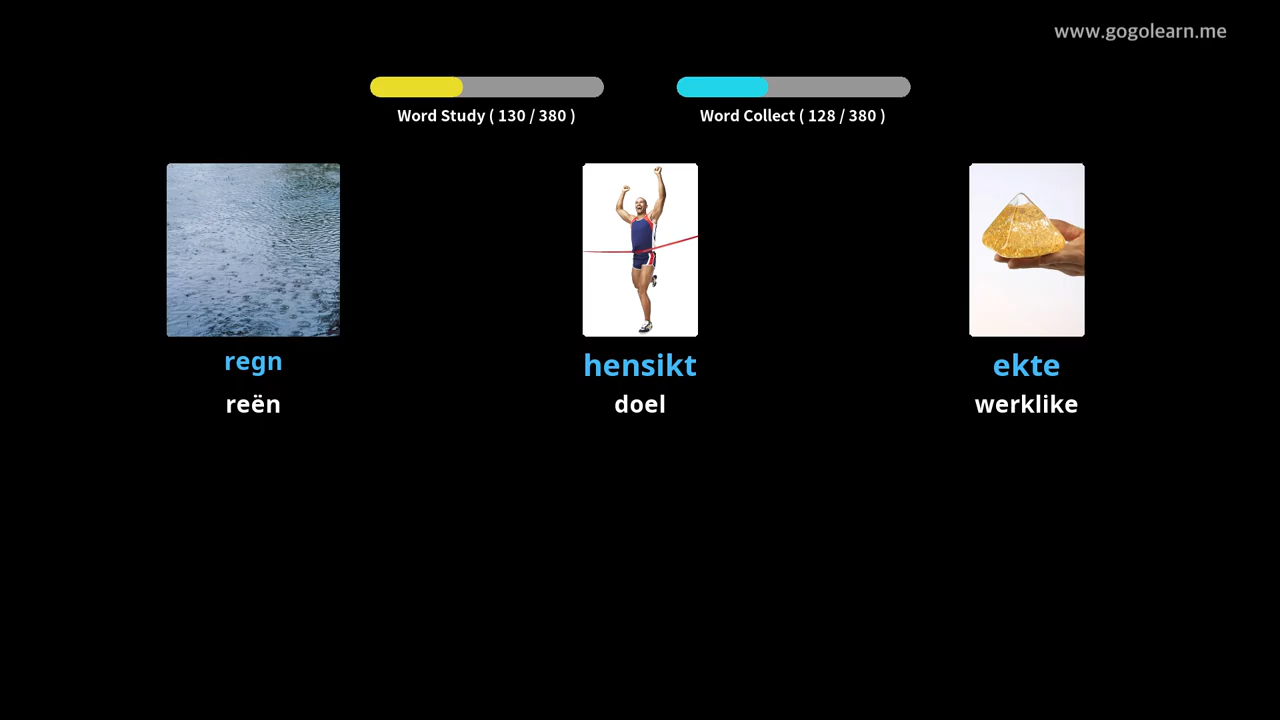 www.gogolearn.me
Word Study ( 130 / 380 )
Word Collect ( 128 / 380 )
regn
hensikt
ekte
reën
doel
werklike